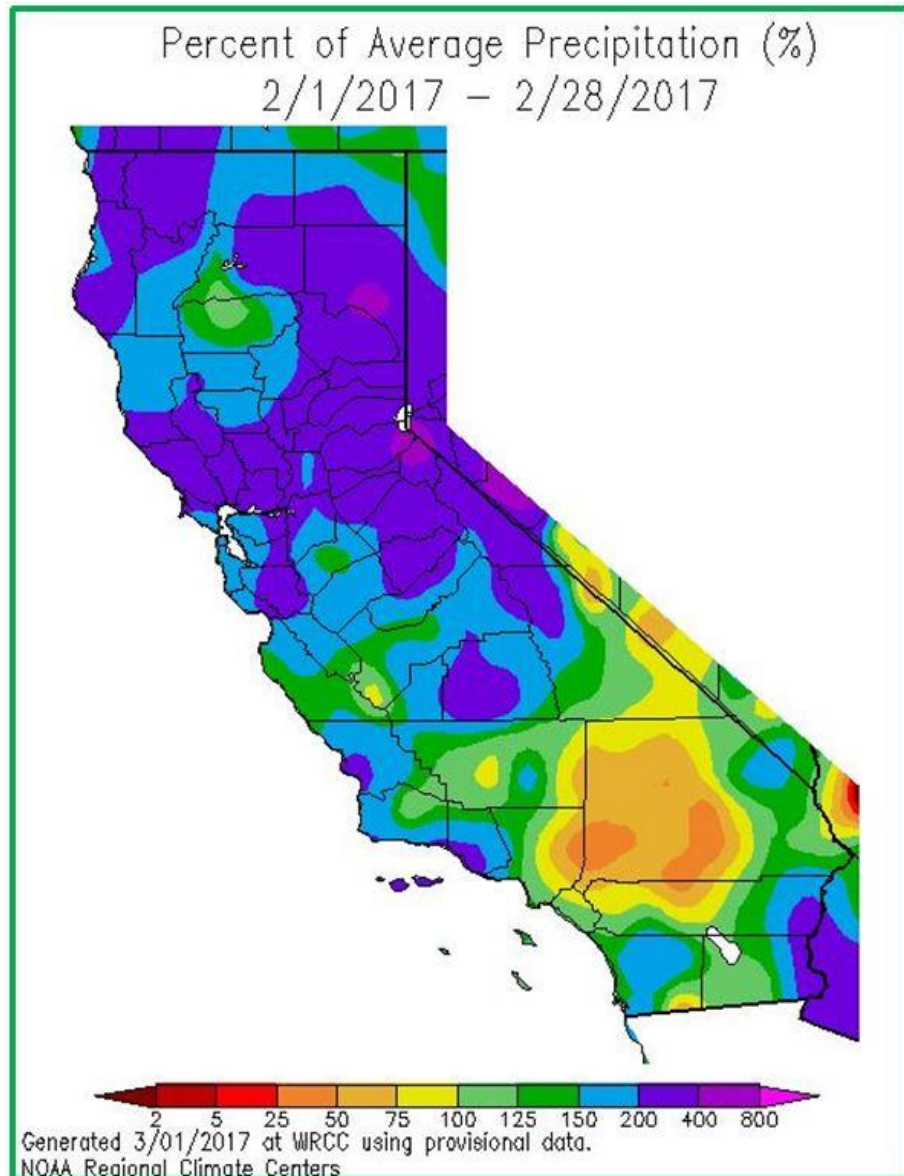 Percent of Average Precipitation (%)
2/1/2017 – 2/28/2017
2 5 25 50 75 100 125 150 200 400 800
Generated 3/01/2017 at WRCC using provisional data.
NOAA Regional Climate Centers